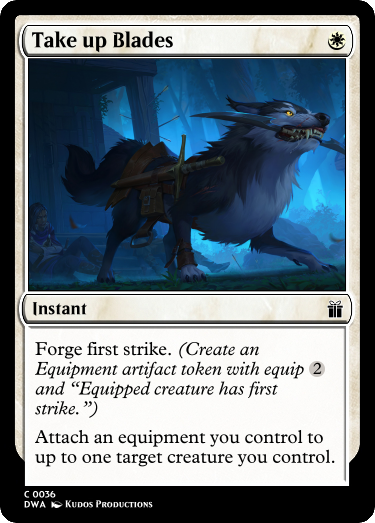 Take up Blades
Instant
Forge first strike. (Create an
Equipment artifact token with equip 2
and “Equipped creature has first
strike.”)
Attach an equipment you control to
up to one target creature you control.
C 0036
DWA Kudos Productions